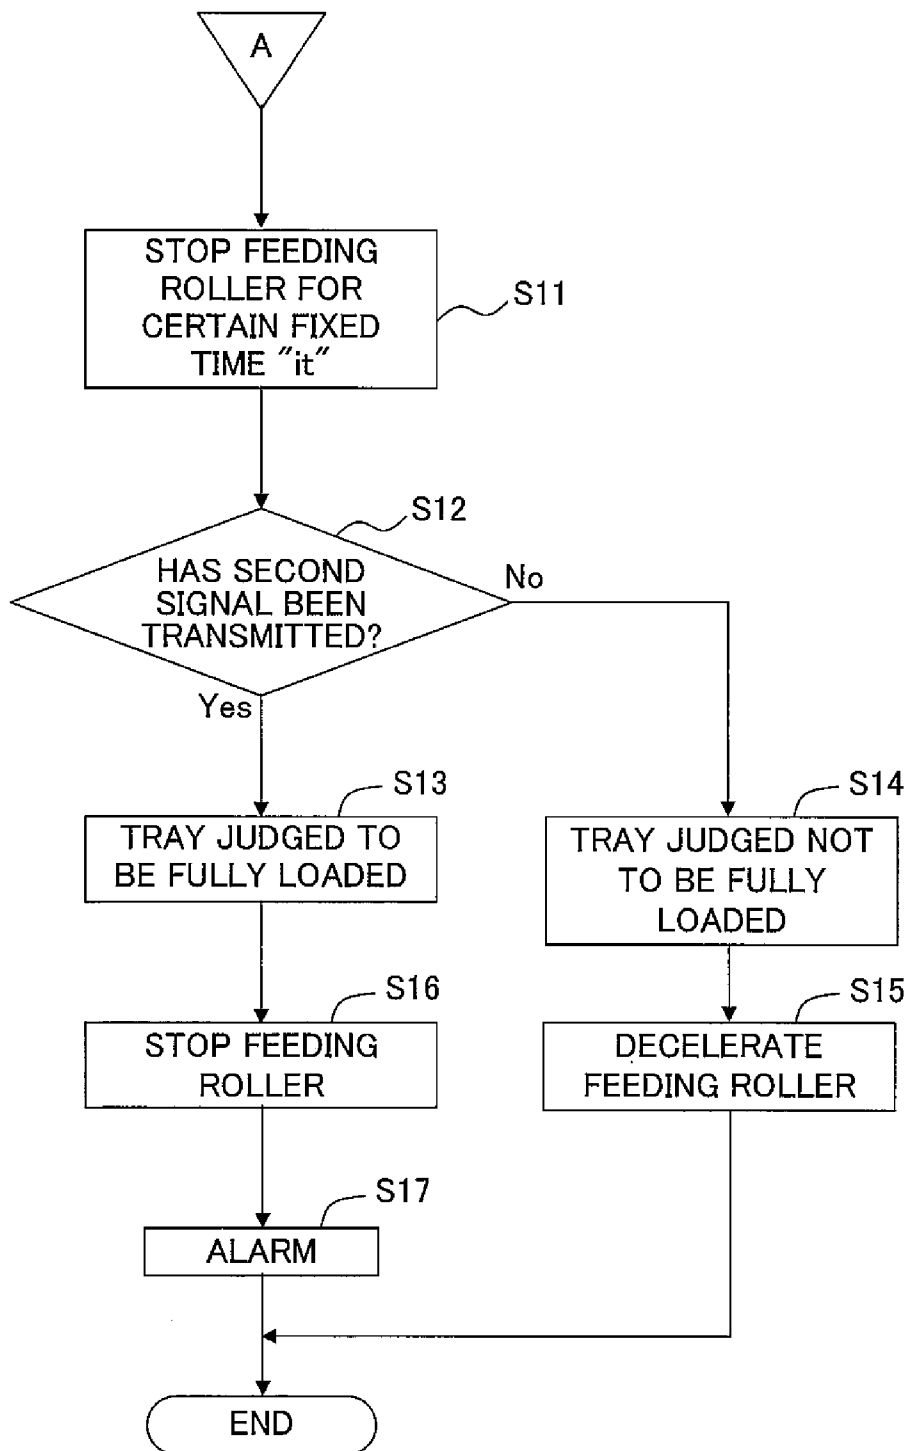 A
STOP FEEDING
ROLLER FOR
CERTAIN FIXED
TIME "it"
S11
S12
HAS SECOND
SIGNAL BEEN
TRANSMITTED?
No
Yes
S13
TRAY JUDGED TO
BE FULLY LOADED
S14
TRAY JUDGED NOT
TO BE FULLY
LOADED
S16
STOP FEEDING
ROLLER
S15
DECELERATE
FEEDING ROLLER
S17
ALARM
END